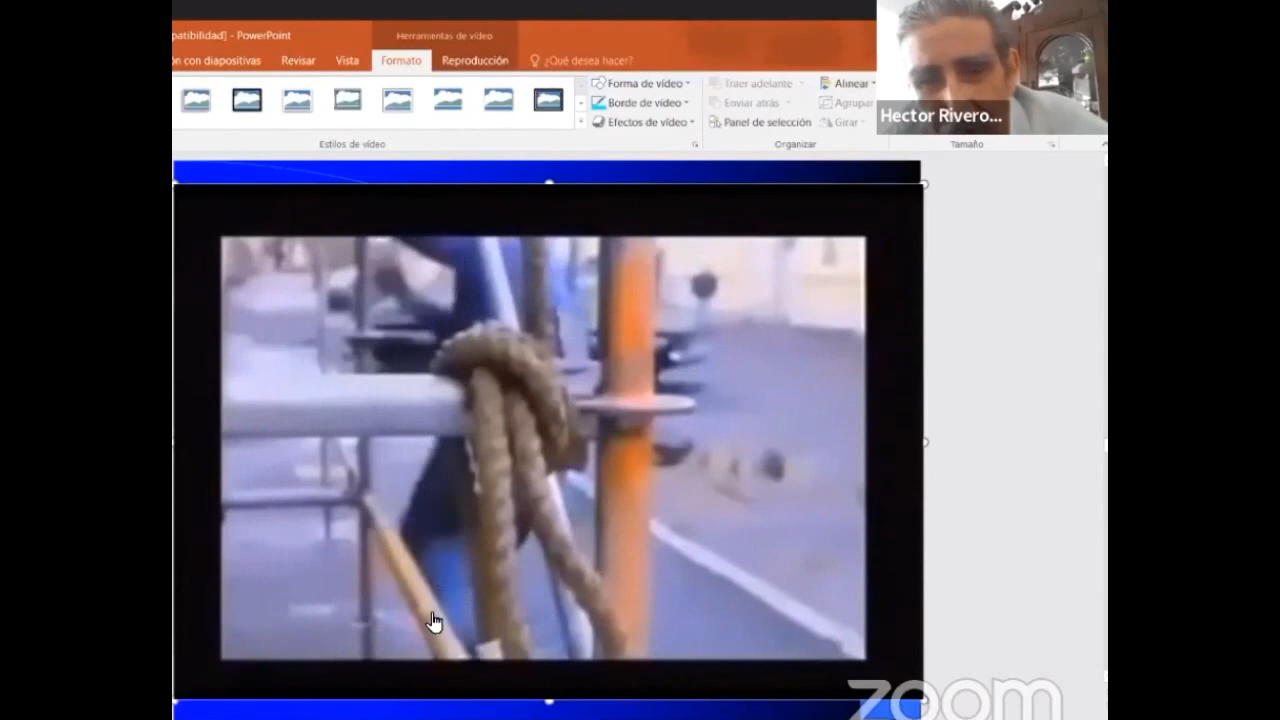 patibilidad] - PowerPoint
Herramientas de vídeo
ón con diapositivas Revisar Vista Formato Reproducción ¿Qué desea hacer?
Forma de vídeo
Borde de vídeo
Efectos de vídeo
Traer adelante
Enviar atrás
Panel de selección
Alinear
Agrupar
Girar
Estilos de vídeo
Organizar
Tamaño
Hector Rivero...
zoom